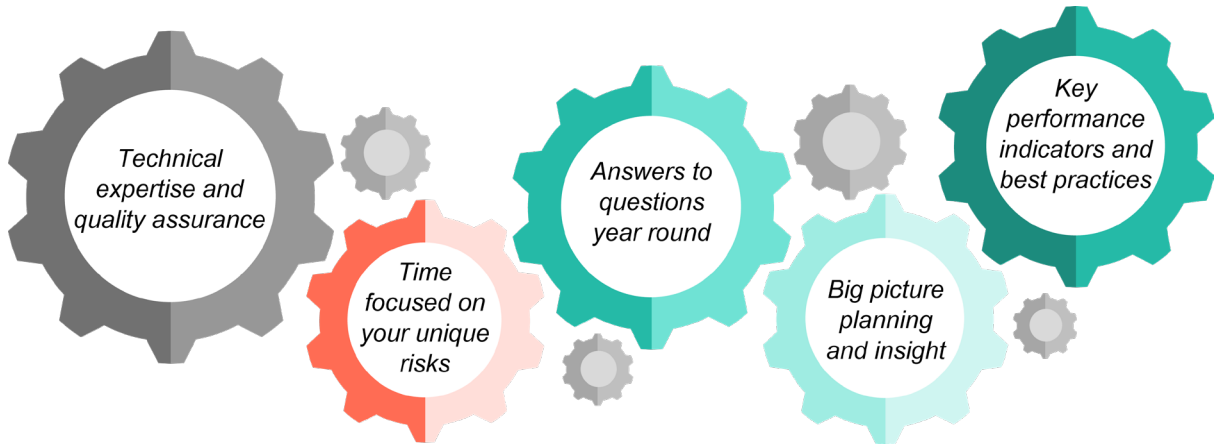 Technical
expertise and
quality assurance
Time
focused on
your unique
risks
Answers to
questions
year round
Big picture
planning
and insight
Key
performance
indicators and
best practices